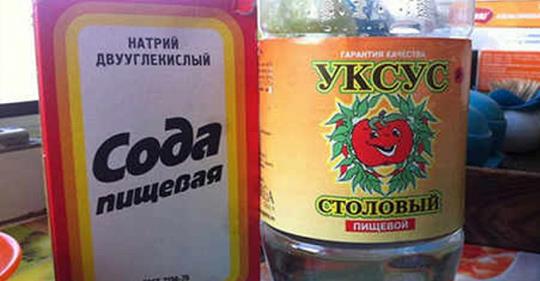 НАТРИЙ
ДВУУГЛЕКИСЛЫЙ
Сода
пищевая
ГАРАНТИЯ КАЧЕСТВА
УКСУС
СТОЛОВЫЙ
ПИЩЕВОЙ